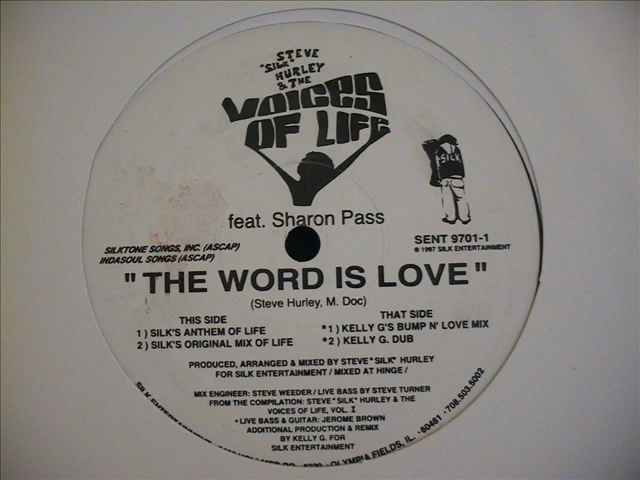 STEVE
"SILK"
HURLEY
& THE
VOICES
OF LIFE
SILK
feat. Sharon Pass
SENT 9701-1
℗ 1997 SILK ENTERTAINMENT
SILKTONE SONGS, INC. (ASCAP)
INDASOUL SONGS (ASCAP)
"THE WORD IS LOVE"
(Steve Hurley, M. Doc)
THIS SIDE
1 ) SILK'S ANTHEM OF LIFE
2 ) SILK'S ORIGINAL MIX OF LIFE
THAT SIDE
*1 ) KELLY G'S BUMP N' LOVE MIX
*2 ) KELLY G. DUB
PRODUCED, ARRANGED & MIXED BY STEVE "SILK" HURLEY
FOR SILK ENTERTAINMENT / MIXED AT HINGE /
MIX ENGINEER: STEVE WEEDER / LIVE BASS BY STEVE TURNER
FROM THE COMPILATION: STEVE "SILK" HURLEY & THE
VOICES OF LIFE, VOL. I
* LIVE BASS & GUITAR: JEROME BROWN
ADDITIONAL PRODUCTION & REMIX
BY KELLY G. FOR
SILK ENTERTAINMENT
SILK OLYMPIA FIELDS, IL. 60461 - 708.503.5002